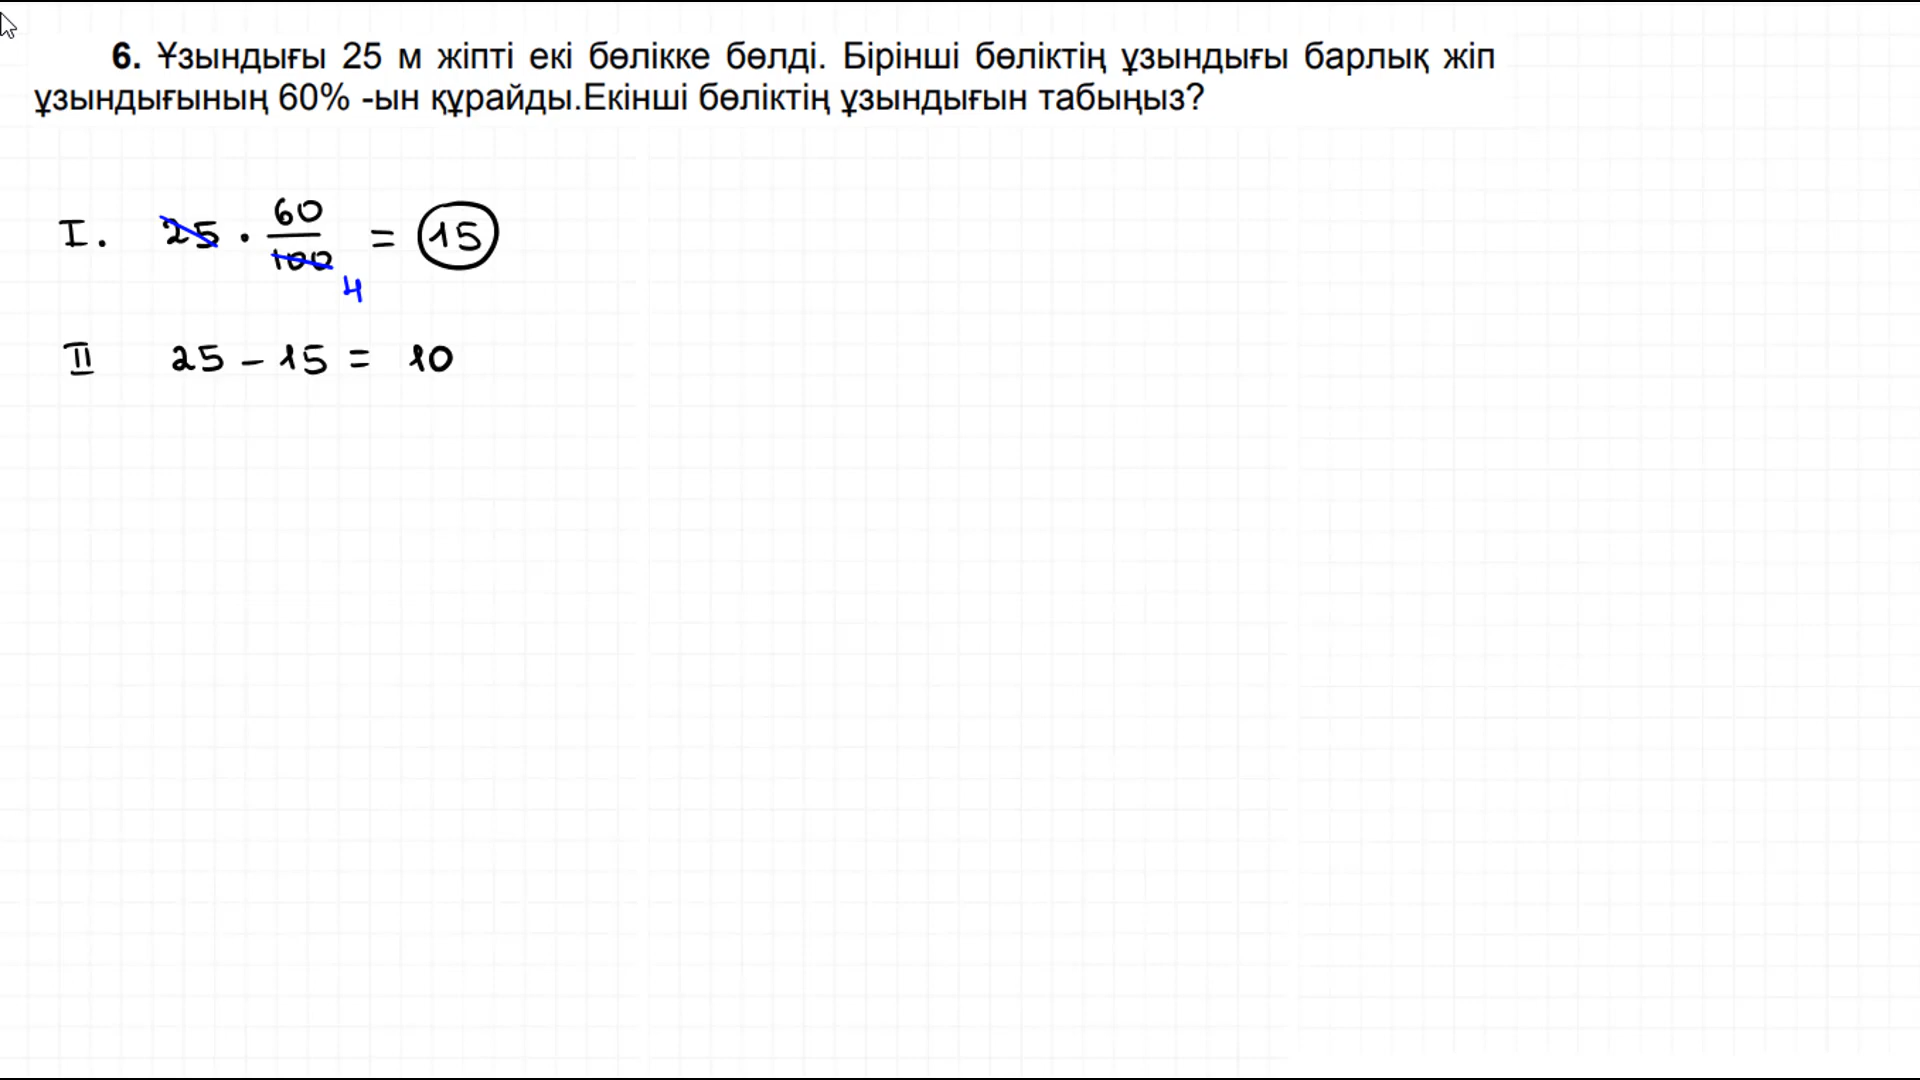 6. Ұзындығы 25 м жіпті екі бөлікке бөлді. Бірінші бөліктің ұзындығы барлық жіп
ұзындығының 60% -ын құрайды.Екінші бөліктің ұзындығын табыңыз?
I. 25 · 60/100 = 15
4
II 25 - 15 = 10